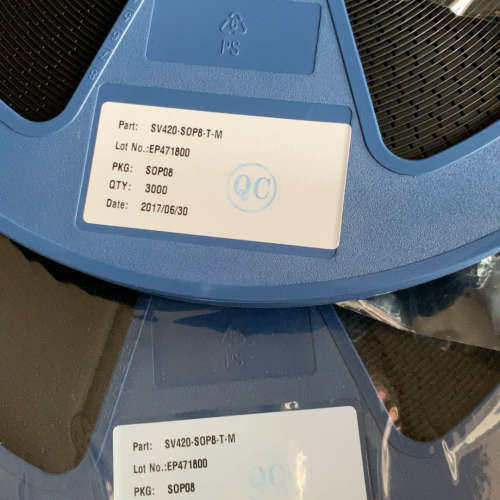 PS
Part: SV420-SOP8-T-M
Lot No.:EP471800
PKG: SOP08
QTY: 3000
Date: 2017/06/30
QC
PS
Part: SV420-SOP8-T-M
Lot No.:EP471800
PKG: SOP08
QC